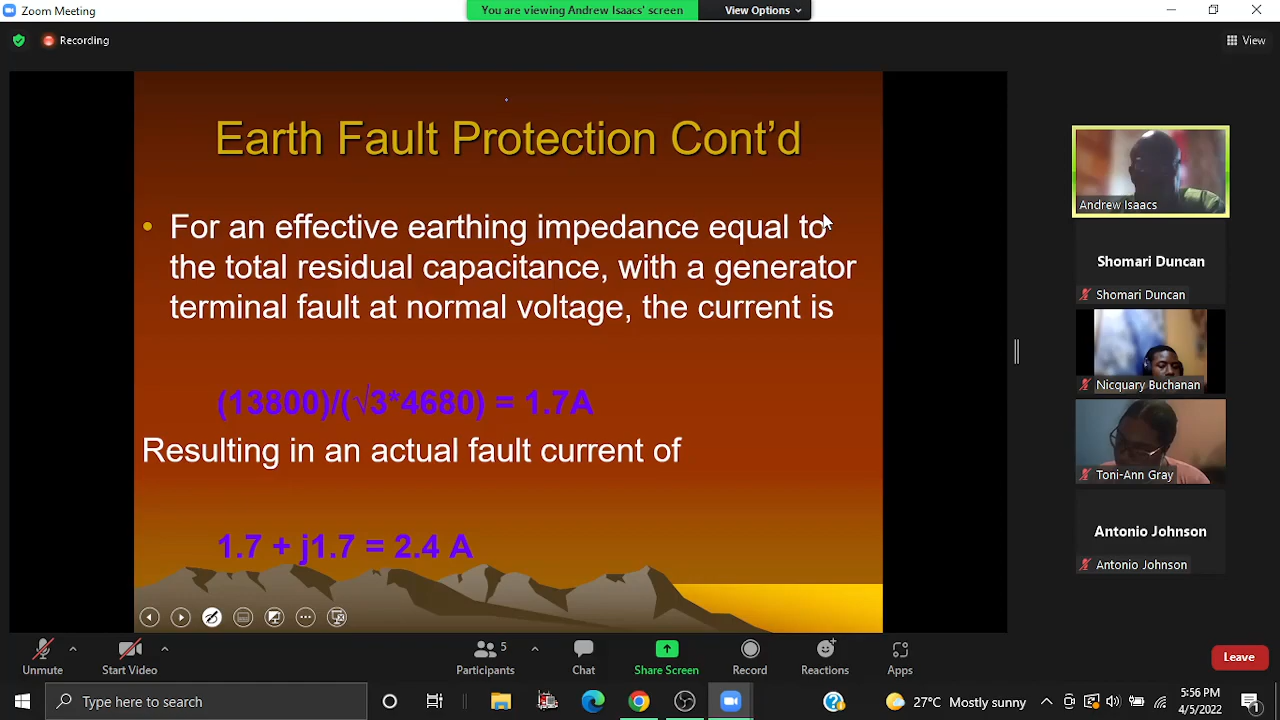 Zoom Meeting
You are viewing Andrew Isaacs' screen
View Options
Recording
View
Earth Fault Protection Cont’d
• For an effective earthing impedance equal to
the total residual capacitance, with a generator
terminal fault at normal voltage, the current is
(13800)/(√3*4680) = 1.7A
Resulting in an actual fault current of
1.7 + j1.7 = 2.4 A
Andrew Isaacs
Shomari Duncan
Shomari Duncan
Nicquary Buchanan
Toni-Ann Gray
Antonio Johnson
Antonio Johnson
Unmute
Start Video
5
Participants
Chat
Share Screen
Record
Reactions
Apps
Leave
Type here to search
27°C Mostly sunny
5:56 PM
4/5/2022
1